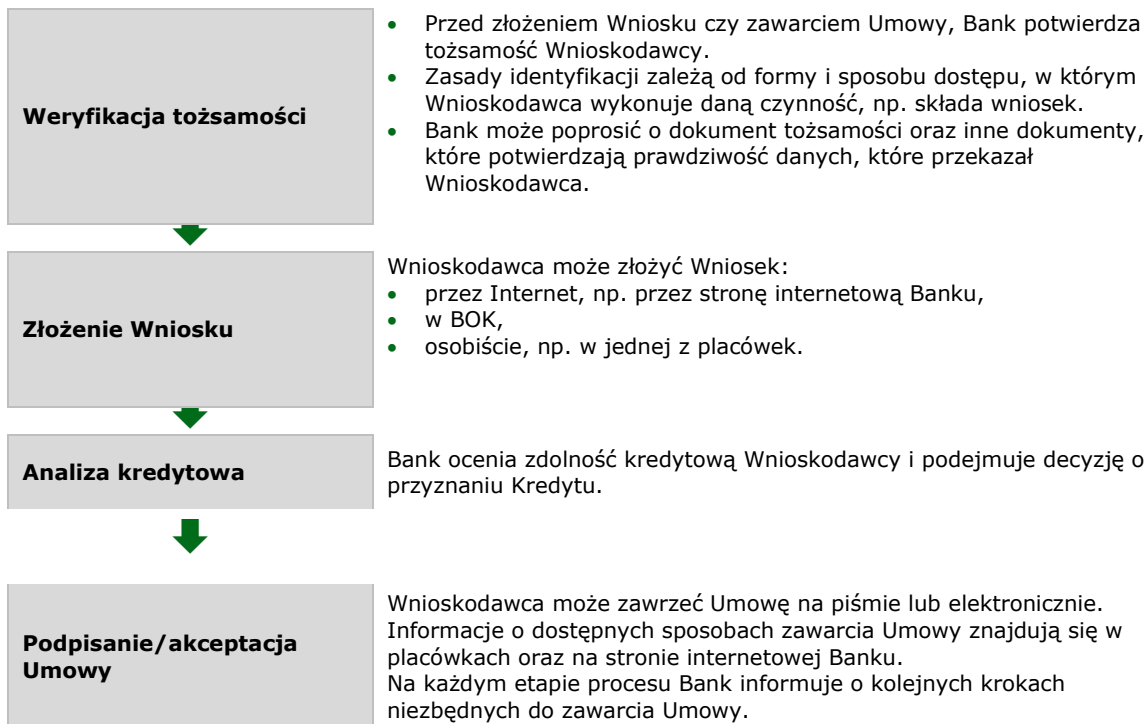 Weryfikacja tożsamości
• Przed złożeniem Wniosku czy zawarciem Umowy, Bank potwierdza
tożsamość Wnioskodawcy.
• Zasady identyfikacji zależą od formy i sposobu dostępu, w którym
Wnioskodawca wykonuje daną czynność, np. składa wniosek.
• Bank może poprosić o dokument tożsamości oraz inne dokumenty,
które potwierdzają prawdziwość danych, które przekazał
Wnioskodawca.
Złożenie Wniosku
Wnioskodawca może złożyć Wniosek:
• przez Internet, np. przez stronę internetową Banku,
• w BOK,
• osobiście, np. w jednej z placówek.
Analiza kredytowa
Bank ocenia zdolność kredytową Wnioskodawcy i podejmuje decyzję o
przyznaniu Kredytu.
Podpisanie/akceptacja
Umowy
Wnioskodawca może zawrzeć Umowę na piśmie lub elektronicznie.
Informacje o dostępnych sposobach zawarcia Umowy znajdują się w
placówkach oraz na stronie internetowej Banku.
Na każdym etapie procesu Bank informuje o kolejnych krokach
niezbędnych do zawarcia Umowy.